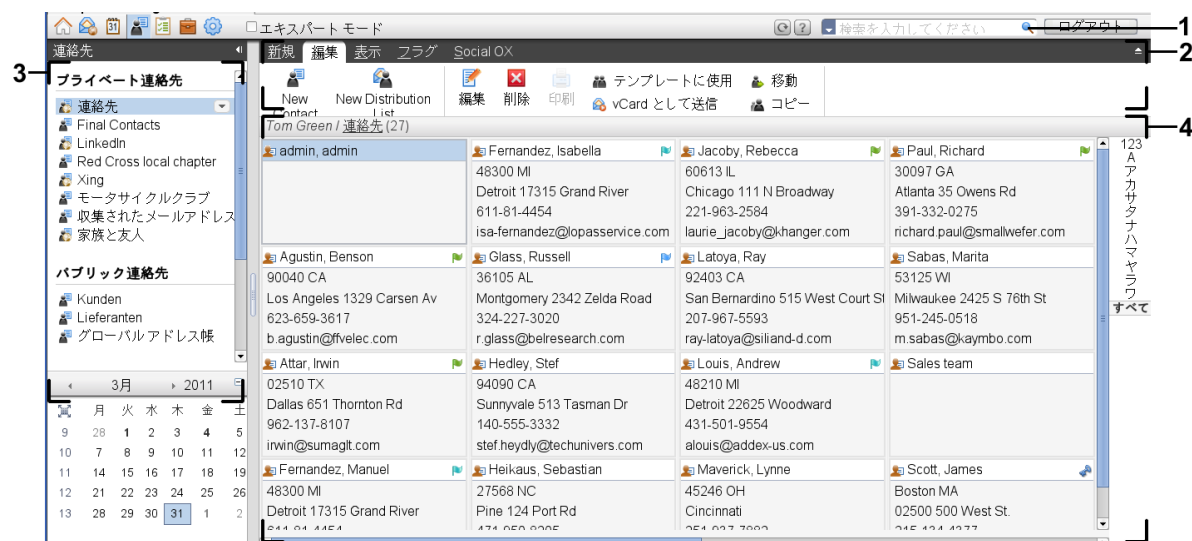 エキスパート モード
検索を入力してください
ログアウト
1
連絡先
新規 編集 表示 フラグ Social OX
2
3
プライベート連絡先
連絡先
Final Contacts
LinkedIn
Red Cross local chapter
Xing
モータサイクルクラブ
収集されたメールアドレス
家族と友人
パブリック連絡先
Kunden
Lieferanten
グローバルアドレス帳
New Contact
New Distribution List
編集
削除
印刷
テンプレートに使用
vCard として送信
移動
コピー
Tom Green / 連絡先 (27)
4
admin, admin
Fernandez, Isabella
48300 MI
Detroit 17315 Grand River
611-81-4454
isa-fernandez@lopasservice.com
Jacoby, Rebecca
60613 IL
Chicago 111 N Broadway
221-963-2584
laurie_jacoby@khanger.com
Paul, Richard
30097 GA
Atlanta 35 Owens Rd
391-332-0275
richard.paul@smallwefer.com
Agustin, Benson
90040 CA
Los Angeles 1329 Carsen Av
623-659-3617
b.agustin@ffvelec.com
Glass, Russell
36105 AL
Montgomery 2342 Zelda Road
324-227-3020
r.glass@belresearch.com
Latoya, Ray
92403 CA
San Bernardino 515 West Court St
207-967-5593
ray-latoya@siliand-d.com
Sabas, Marita
53125 WI
Milwaukee 2425 S 76th St
951-245-0518
m.sabas@kaymbo.com
Attar, Irwin
02510 TX
Dallas 651 Thornton Rd
962-137-8107
irwin@sumaglt.com
Hedley, Stef
94090 CA
Sunnyvale 513 Tasman Dr
140-555-3332
stef.heydly@techunivers.com
Louis, Andrew
48210 MI
Detroit 22625 Woodward
431-501-9554
alouis@addex-us.com
Sales team
Fernandez, Manuel
48300 MI
Detroit 17315 Grand River
611-81-4454
Heikaus, Sebastian
27568 NC
Pine 124 Port Rd
Maverick, Lynne
45246 OH
Cincinnati
Scott, James
Boston MA
02500 500 West St.
123
A
ア
カ
サ
タ
ナ
ハ
マ
ヤ
ラ
ワ
すべて
3月 2011
月 火 水 木 金 土
9 28 1 2 3 4 5
10 7 8 9 10 11 12
11 14 15 16 17 18 19
12 21 22 23 24 25 26
13 28 29 30 31 1 2